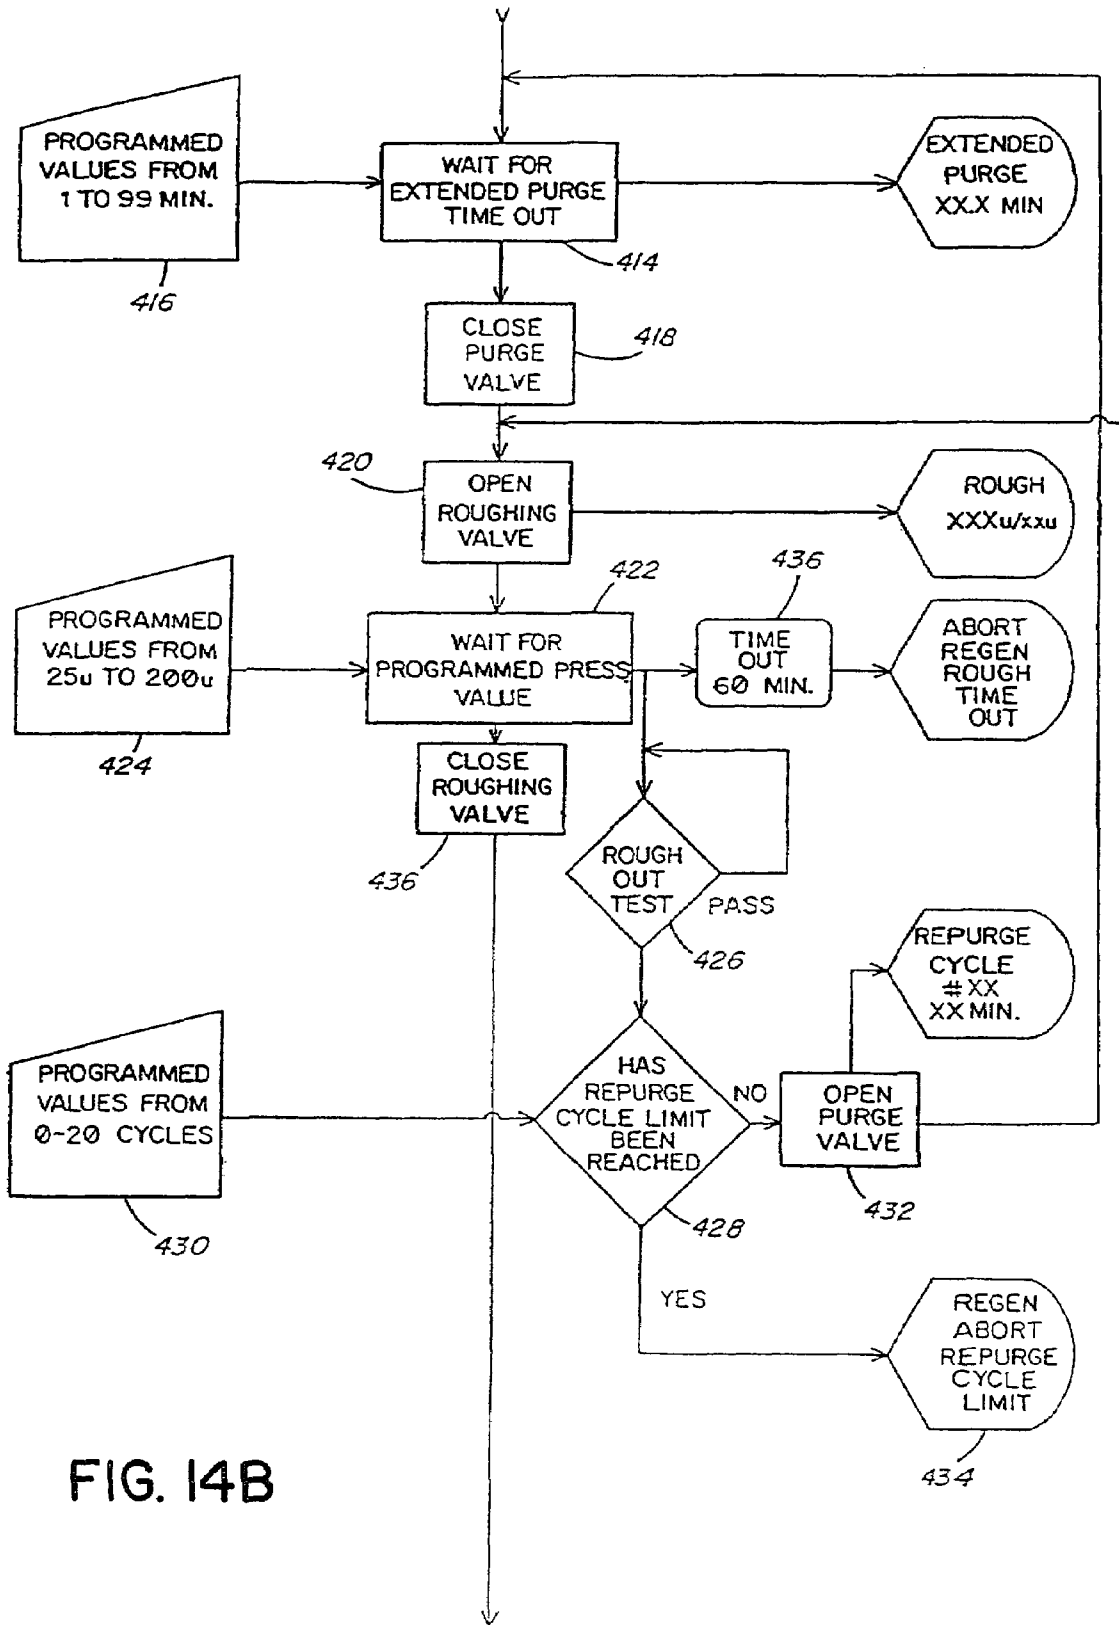 PROGRAMMED
VALUES FROM
1 TO 99 MIN.
416
WAIT FOR
EXTENDED PURGE
TIME OUT
414
EXTENDED
PURGE
XX.X MIN
CLOSE
PURGE
VALVE
418
420
OPEN
ROUGHING
VALVE
ROUGH
XXXu/xxu
PROGRAMMED
VALUES FROM
25u TO 200u
424
422
WAIT FOR
PROGRAMMED PRESS
VALUE
436
TIME
OUT
60 MIN.
ABORT
REGEN
ROUGH
TIME
OUT
CLOSE
ROUGHING
VALVE
436
ROUGH
OUT
TEST
PASS
426
REPURGE
CYCLE
#XX
XX MIN.
PROGRAMMED
VALUES FROM
0-20 CYCLES
430
HAS
REPURGE
CYCLE LIMIT
BEEN
REACHED
428
NO
OPEN
PURGE
VALVE
432
YES
REGEN
ABORT
REPURGE
CYCLE
LIMIT
434
FIG. 14B